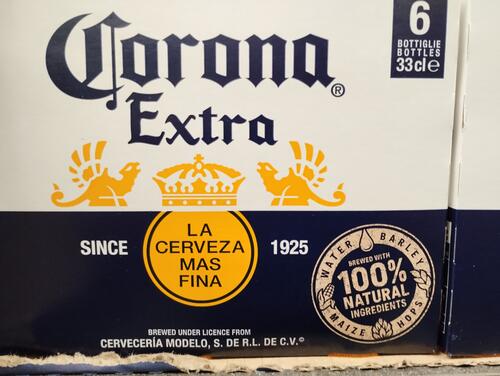 Corona®
Extra
6
BOTTIGLIE
BOTTLES
33cl℮
SINCE
LA
CERVEZA
MAS
FINA
1925
WATER BARLEY
BREWED WITH
100%
NATURAL
INGREDIENTS
MAIZE HOPS
BREWED UNDER LICENCE FROM
CERVECERÍA MODELO, S. DE R.L. DE C.V.®